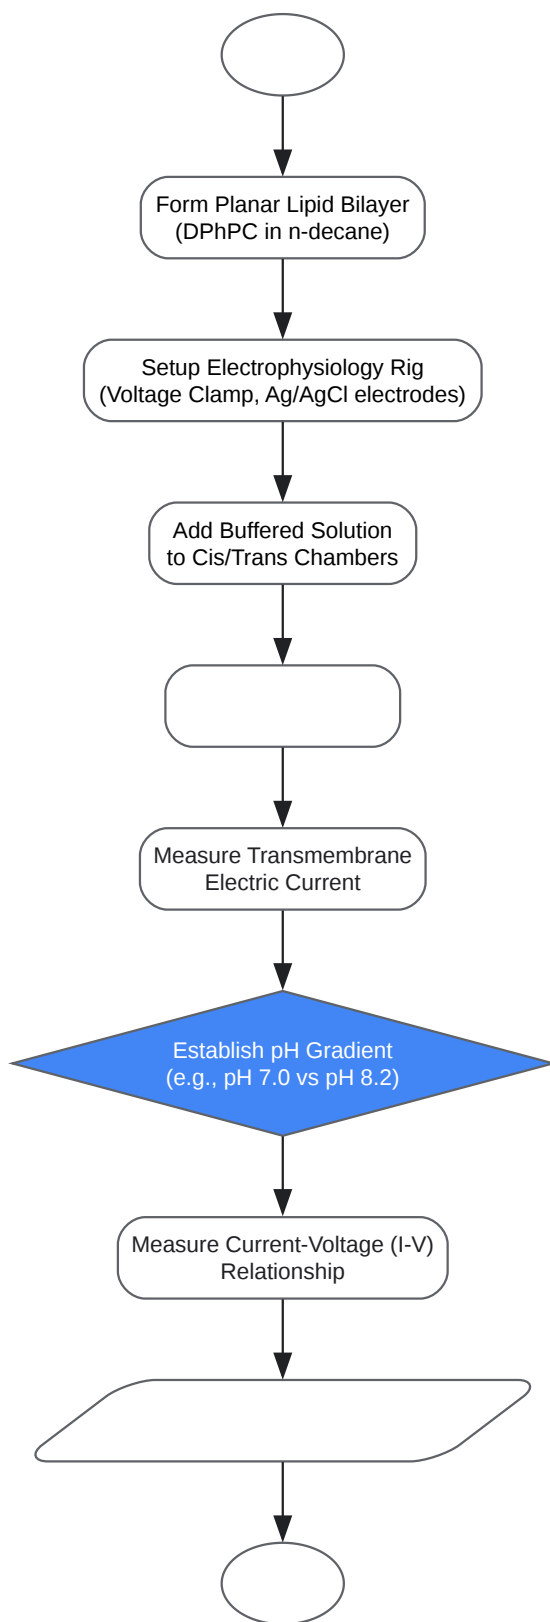 Form Planar Lipid Bilayer
(DPhPC in n-decane)
Setup Electrophysiology Rig
(Voltage Clamp, Ag/AgCl electrodes)
Add Buffered Solution
to Cis/Trans Chambers
Measure Transmembrane
Electric Current
Establish pH Gradient
(e.g., pH 7.0 vs pH 8.2)
Measure Current-Voltage (I-V)
Relationship